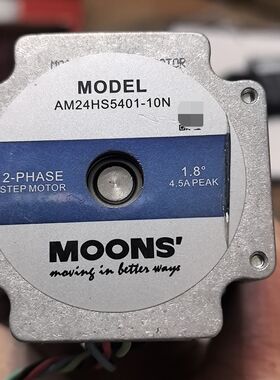 MODEL
AM24HS5401-10N
2-PHASE
STEP MOTOR
1.8°
4.5A PEAK
MOONS'
moving in better ways